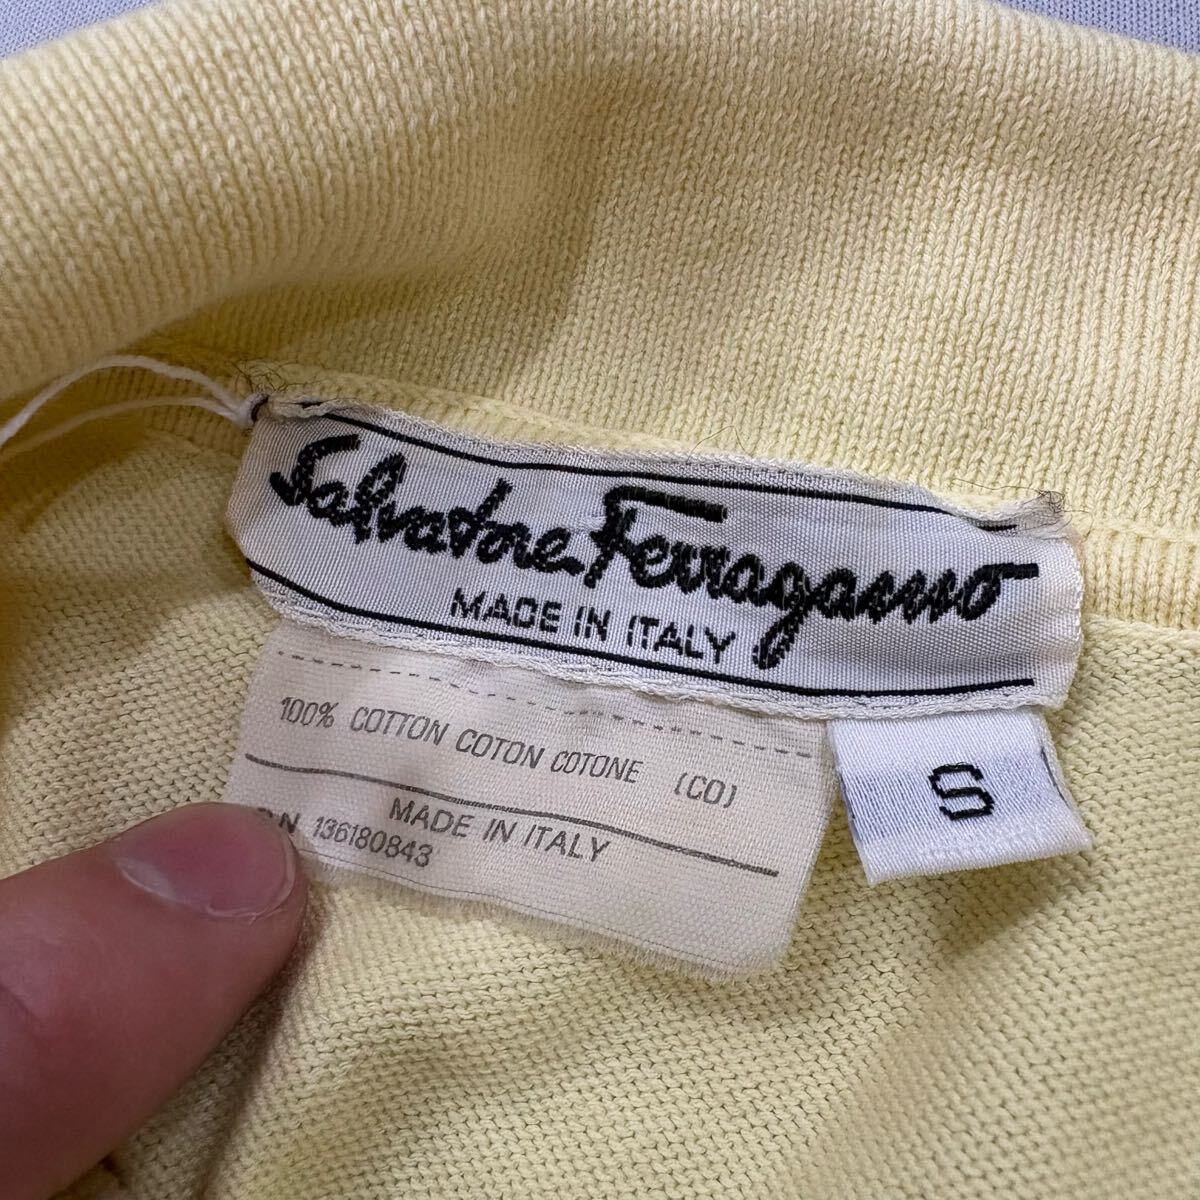 Salvatore Ferragamo
MADE IN ITALY
S
100% COTTON COTON COTONE (CO)
MADE IN ITALY
N 136180843